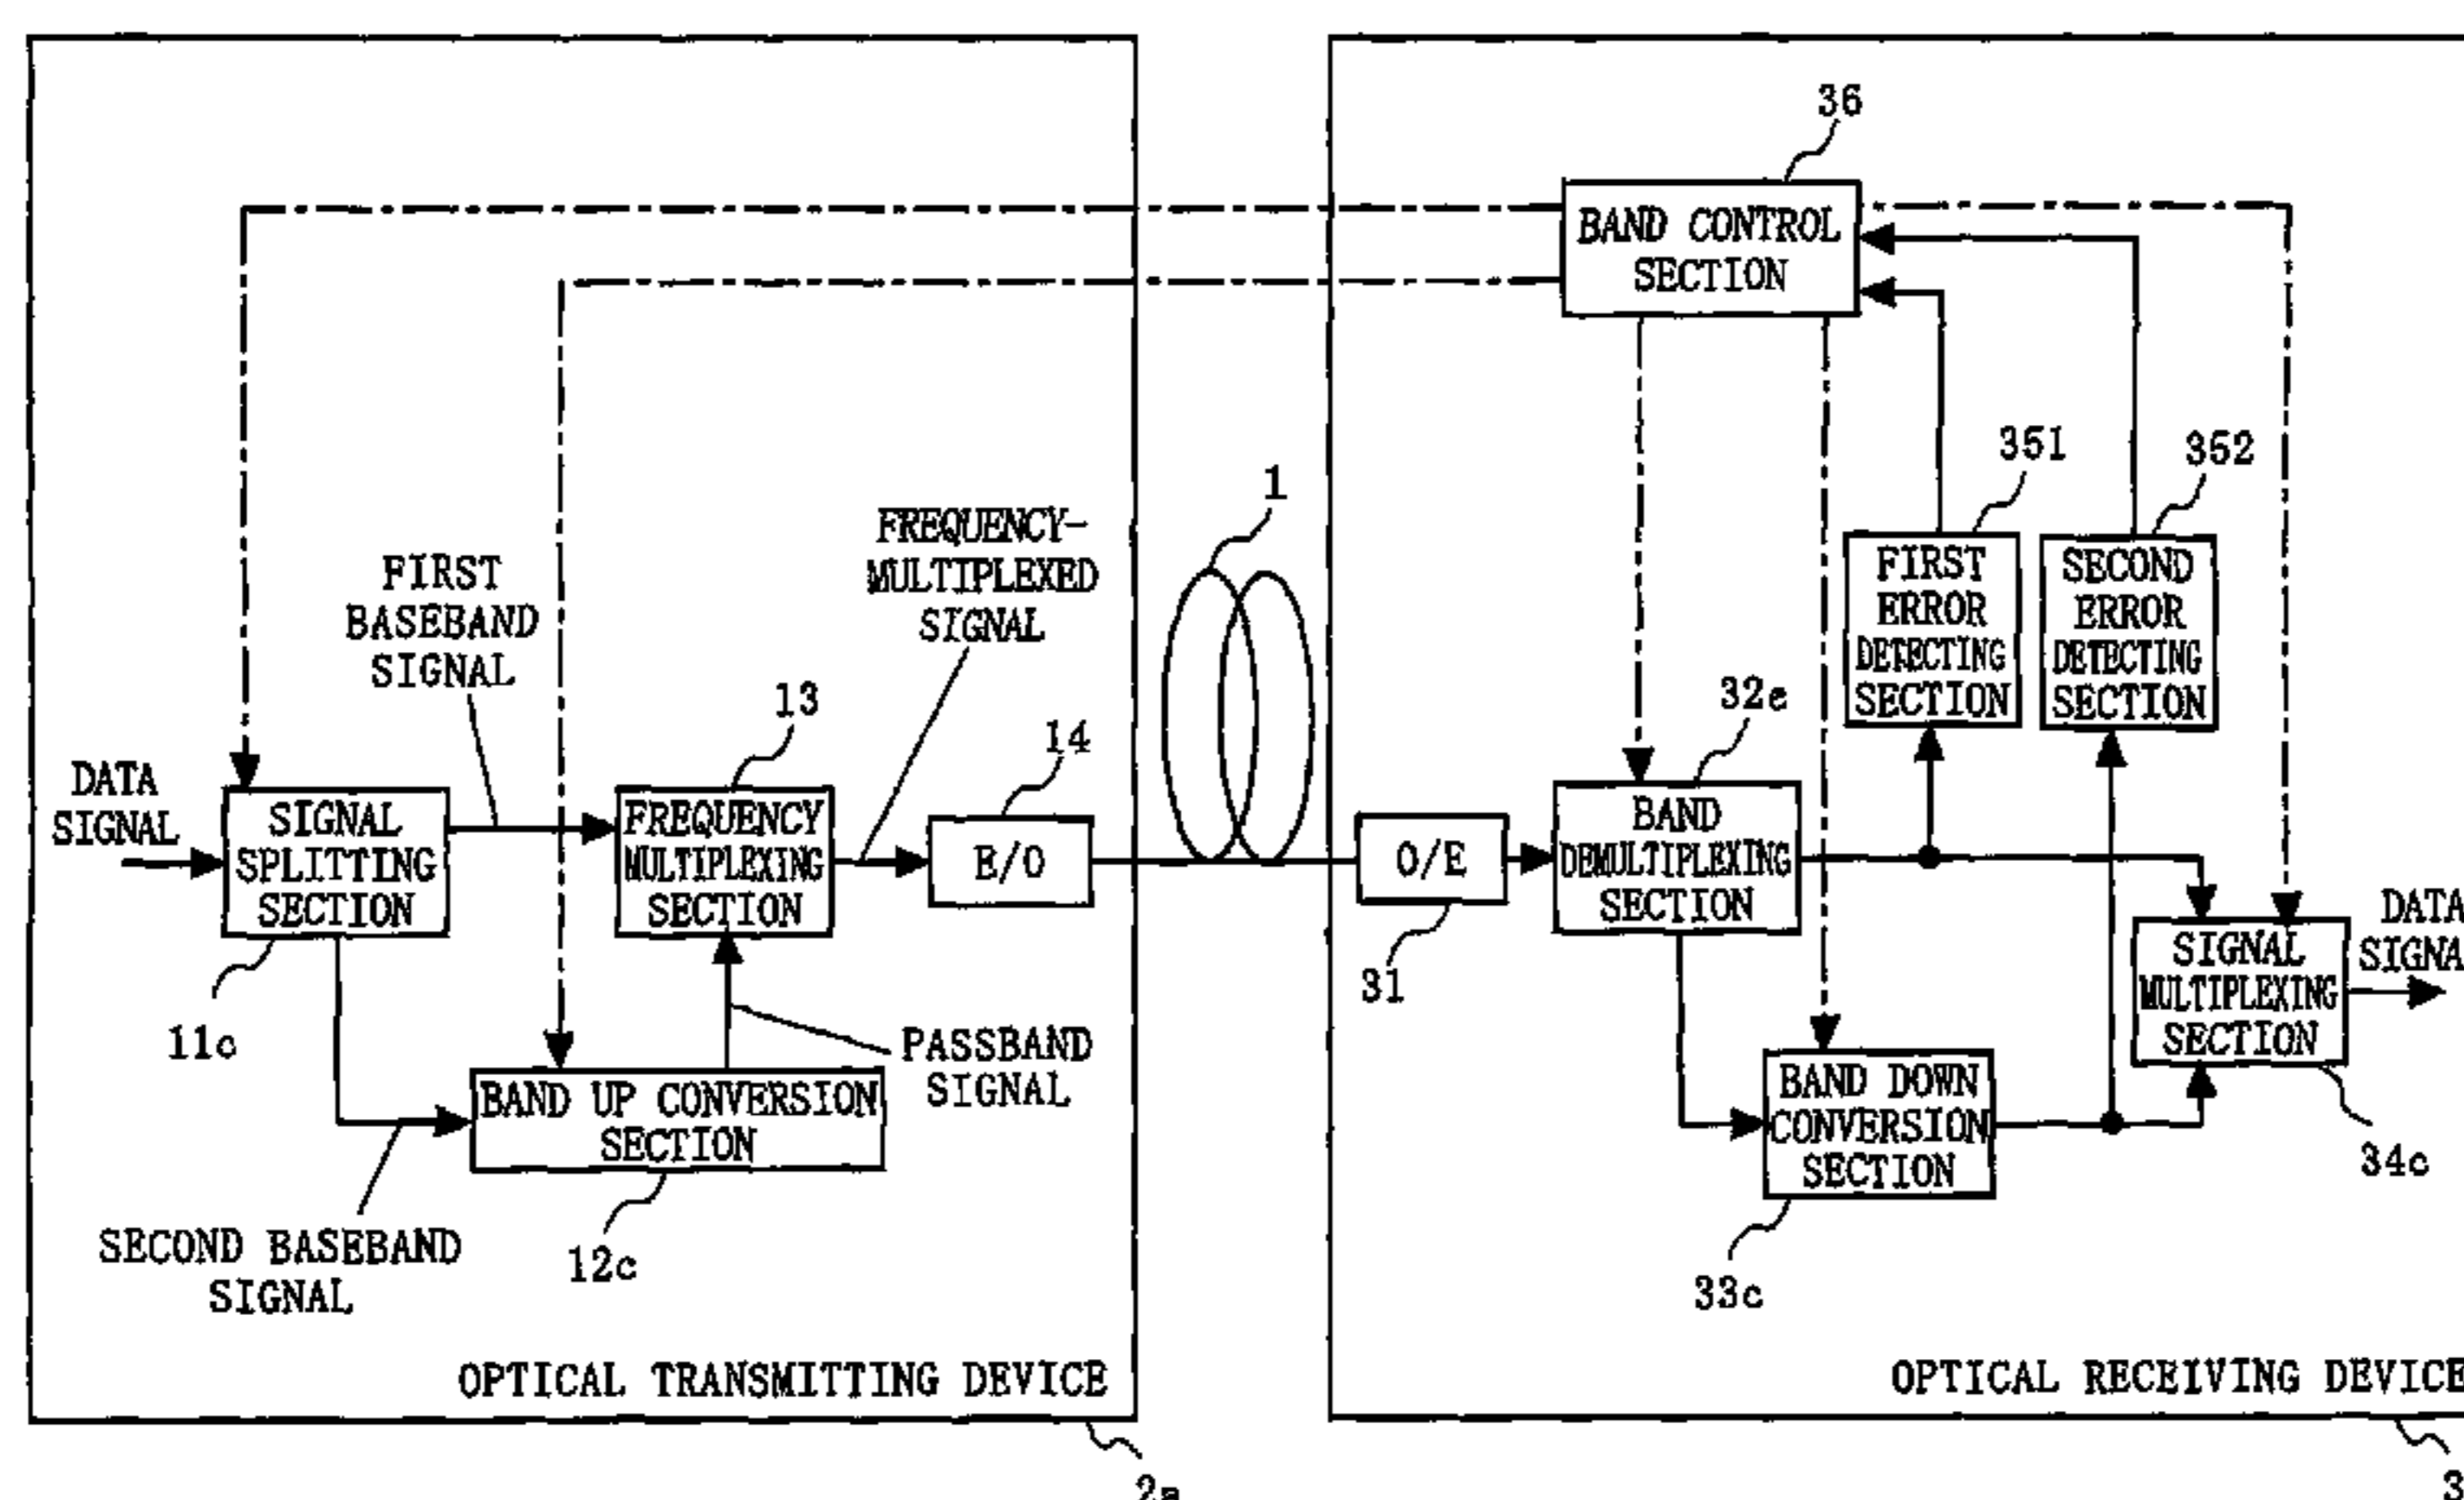 36
BAND CONTROL
SECTION
351
352
1
FREQUENCY-
MULTIPLEXED
SIGNAL
FIRST
BASEBAND
SIGNAL
FIRST
ERROR
DETECTING
SECTION
SECOND
ERROR
DETECTING
SECTION
13
14
32e
DATA
SIGNAL
SIGNAL
SPLITTING
SECTION
FREQUENCY
MULTIPLEXING
SECTION
E/O
O/E
BAND
DEMULTIPLEXING
SECTION
DATA
SIGNA
SIGNAL
MULTIPLEXING
SECTION
11c
31
PASSBAND
SIGNAL
BAND UP CONVERSION
SECTION
BAND DOWN
CONVERSION
SECTION
34c
SECOND BASEBAND
SIGNAL
12c
33c
OPTICAL TRANSMITTING DEVICE
OPTICAL RECEIVING DEVICE